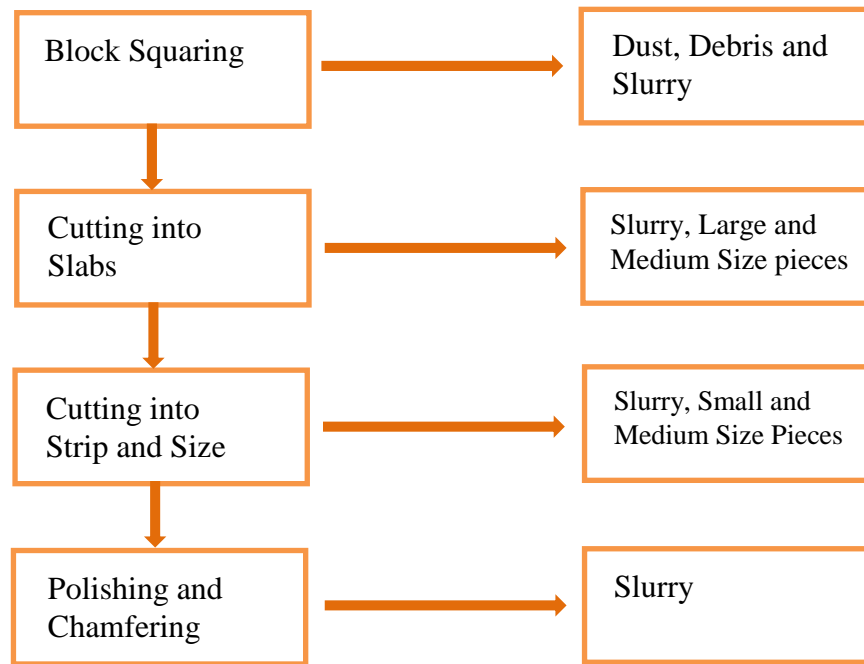 Block Squaring
Dust, Debris and
Slurry
Cutting into
Slabs
Slurry, Large and
Medium Size pieces
Cutting into
Strip and Size
Slurry, Small and
Medium Size Pieces
Polishing and
Chamfering
Slurry